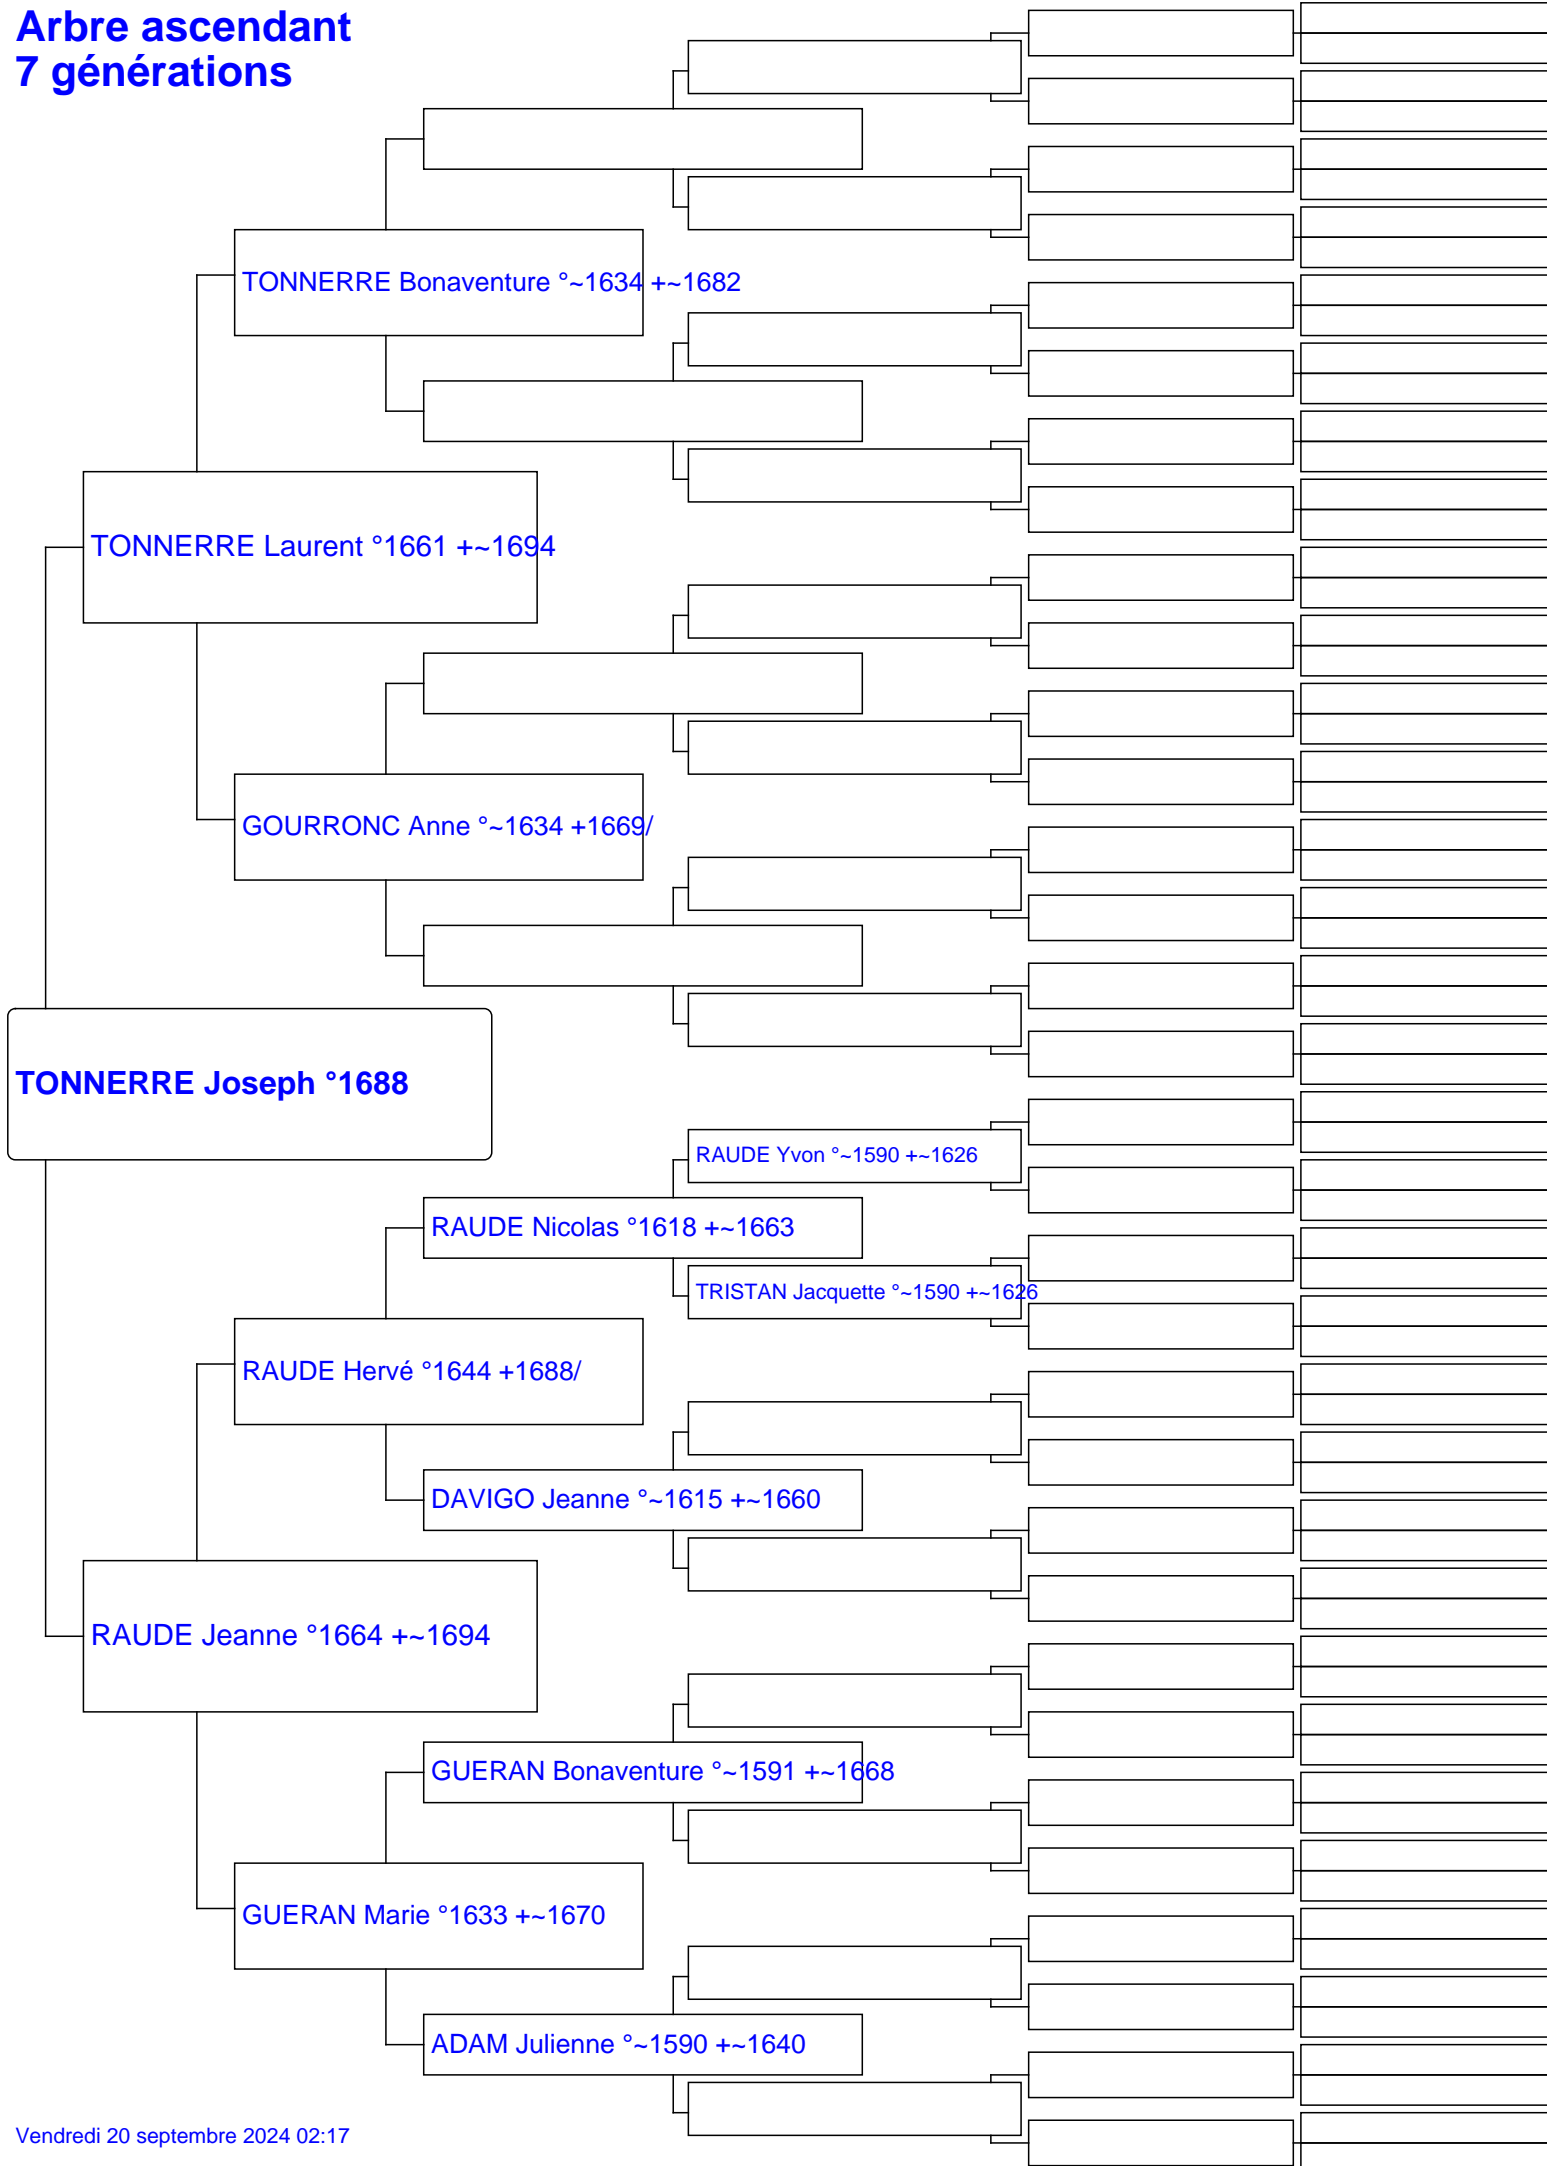 Arbre ascendant
7 générations
TONNERRE Bonaventure °~1634 +~1682
TONNERRE Laurent °1661 +~1694
GOURRONC Anne °~1634 +1669/
TONNERRE Joseph °1688
RAUDE Yvon °~1590 +~1626
RAUDE Nicolas °1618 +~1663
TRISTAN Jacquette °~1590 +~1626
RAUDE Hervé °1644 +1688/
DAVIGO Jeanne °~1615 +~1660
RAUDE Jeanne °1664 +~1694
GUERAN Bonaventure °~1591 +~1668
GUERAN Marie °1633 +~1670
ADAM Julienne °~1590 +~1640
Vendredi 20 septembre 2024 02:17